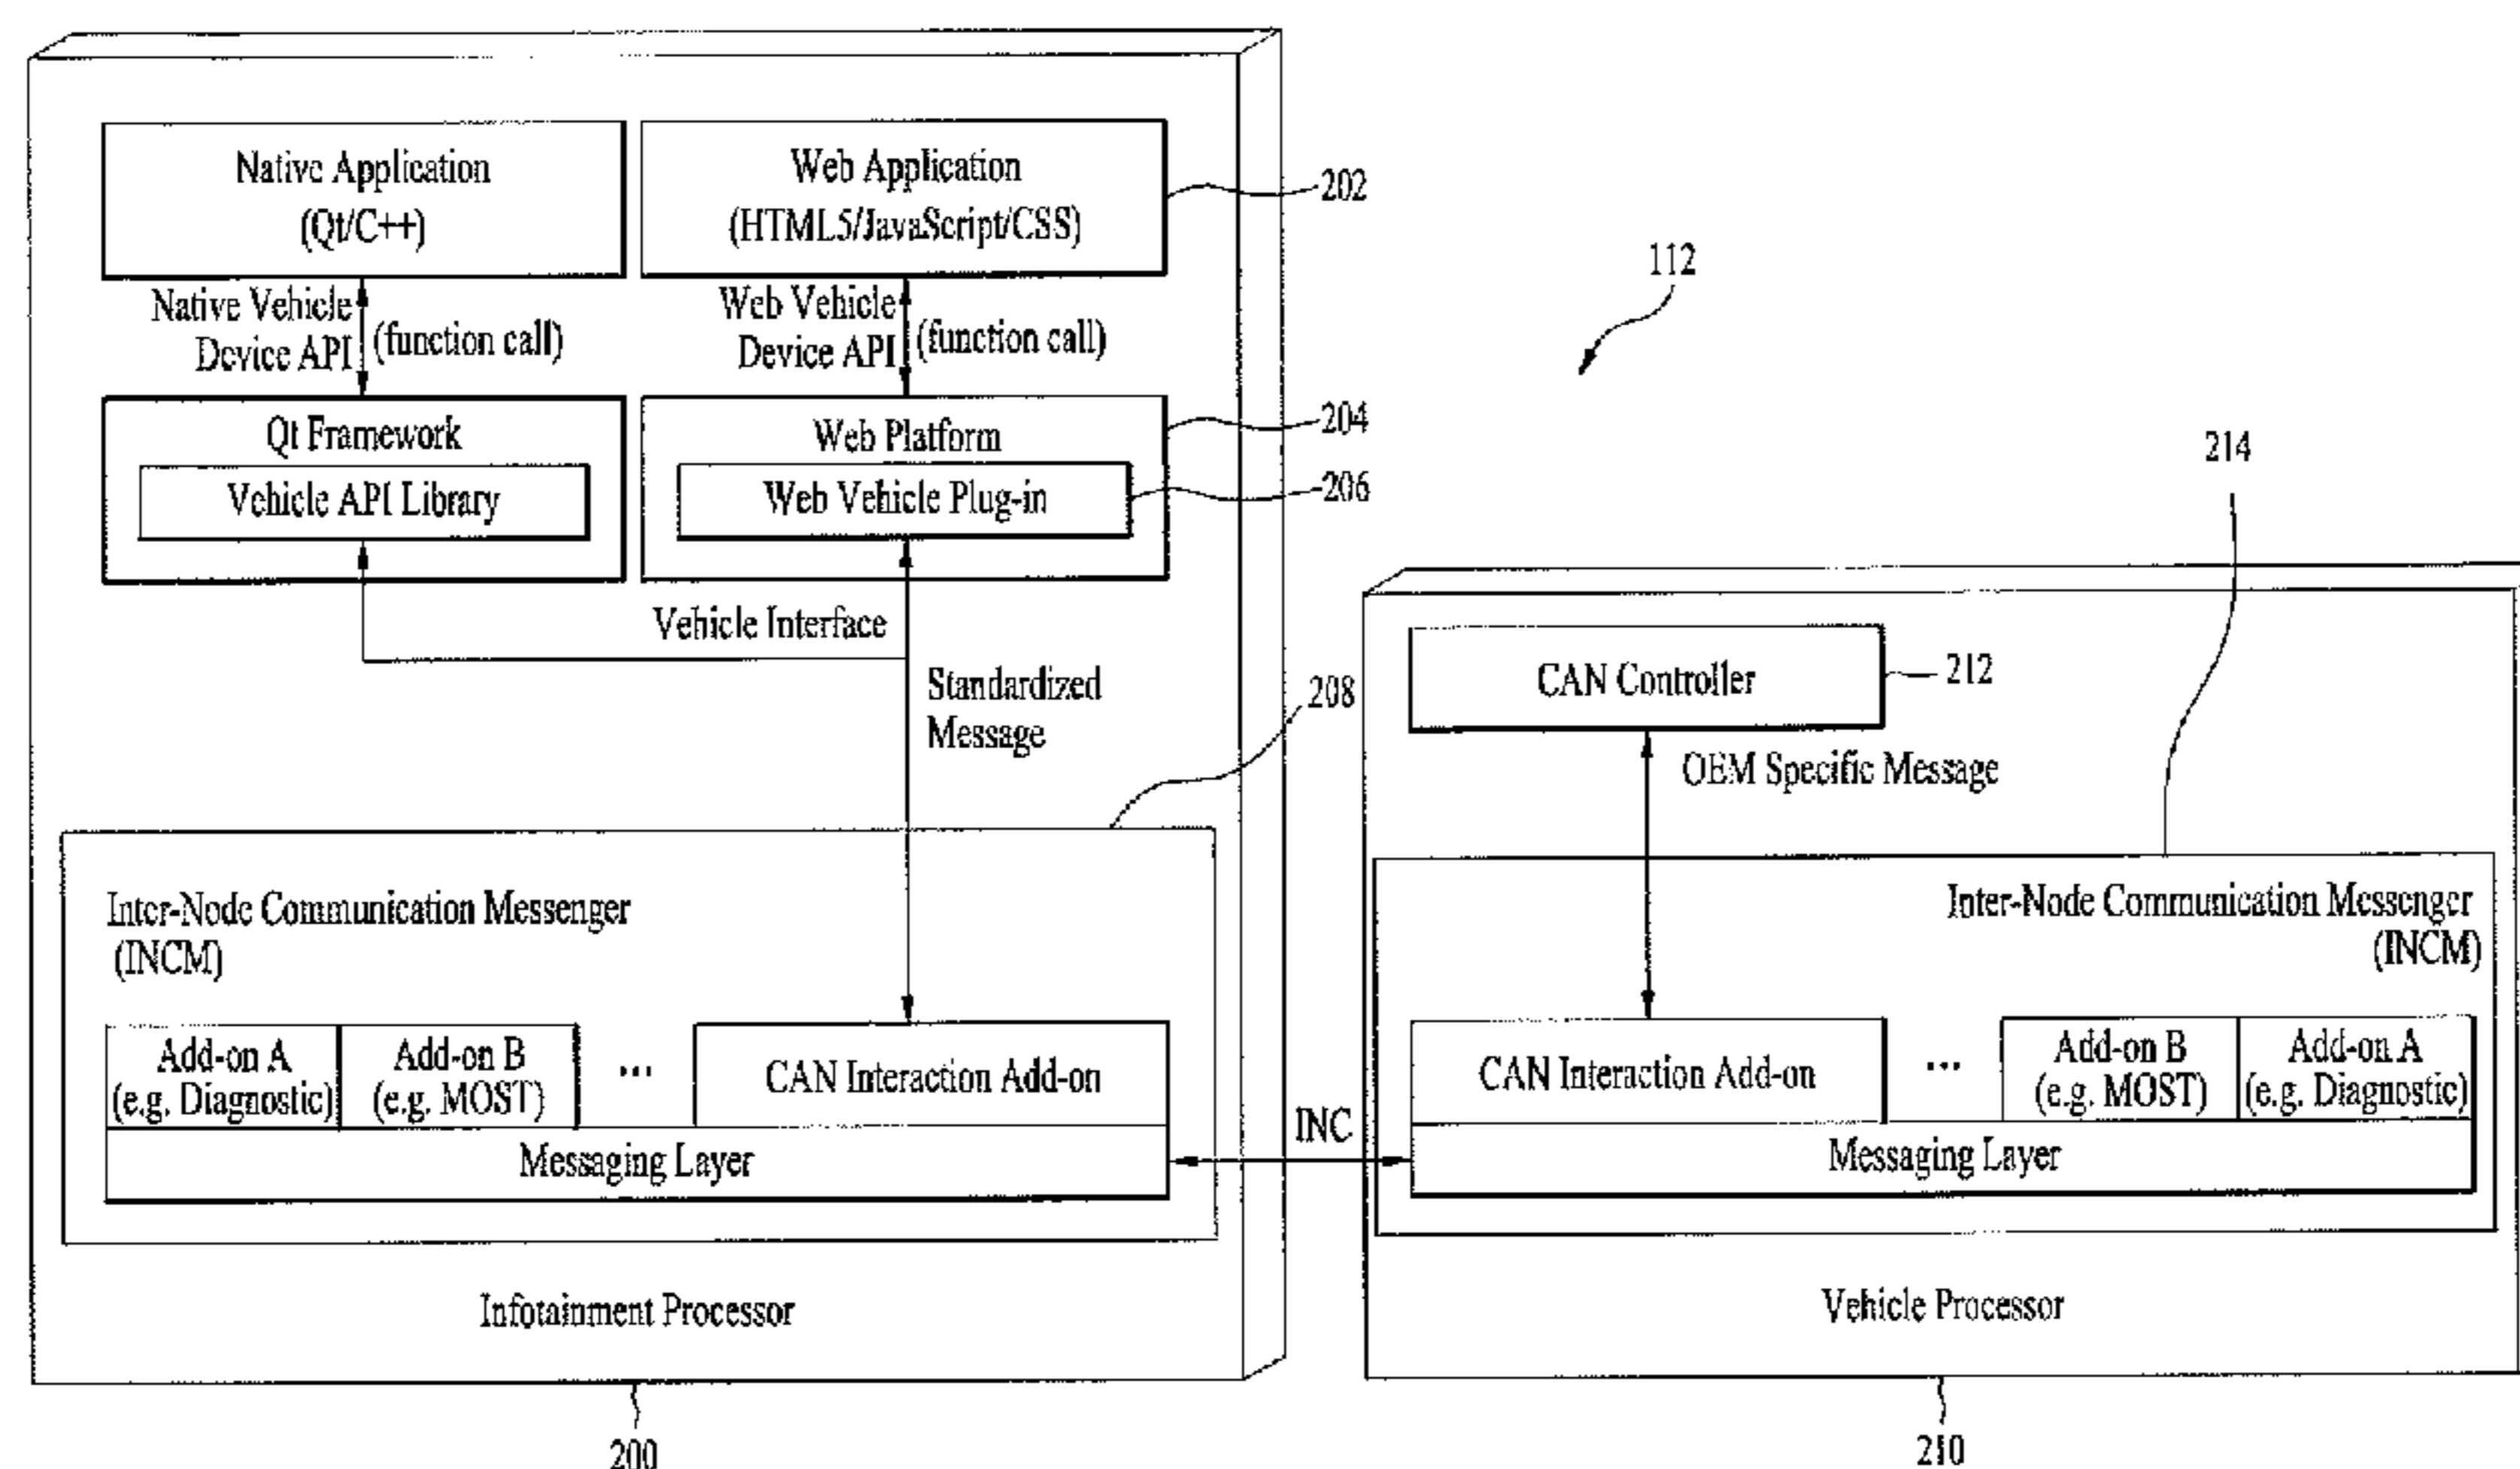 Native Application
(Qt/C++)
Web Application
(HTML5/JavaScript/CSS)
202
112
Native Vehicle
Device API
(function call)
Web Vehicle
Device API
(function call)
Qt Framework
Vehicle API Library
Web Platform
204
Web Vehicle Plug-in
206
214
Vehicle Interface
Standardized
Message
208
CAN Controller
212
OEM Specific Message
Inter-Node Communication Messenger
(INCM)
Add-on A
(e.g. Diagnostic)
Add-on B
(e.g. MOST)
...
CAN Interaction Add-on
Messaging Layer
INC
Inter-Node Communication Messenger
(INCM)
CAN Interaction Add-on
...
Add-on B
(e.g. MOST)
Add-on A
(e.g. Diagnostic)
Messaging Layer
Infotainment Processor
Vehicle Processor
200
210